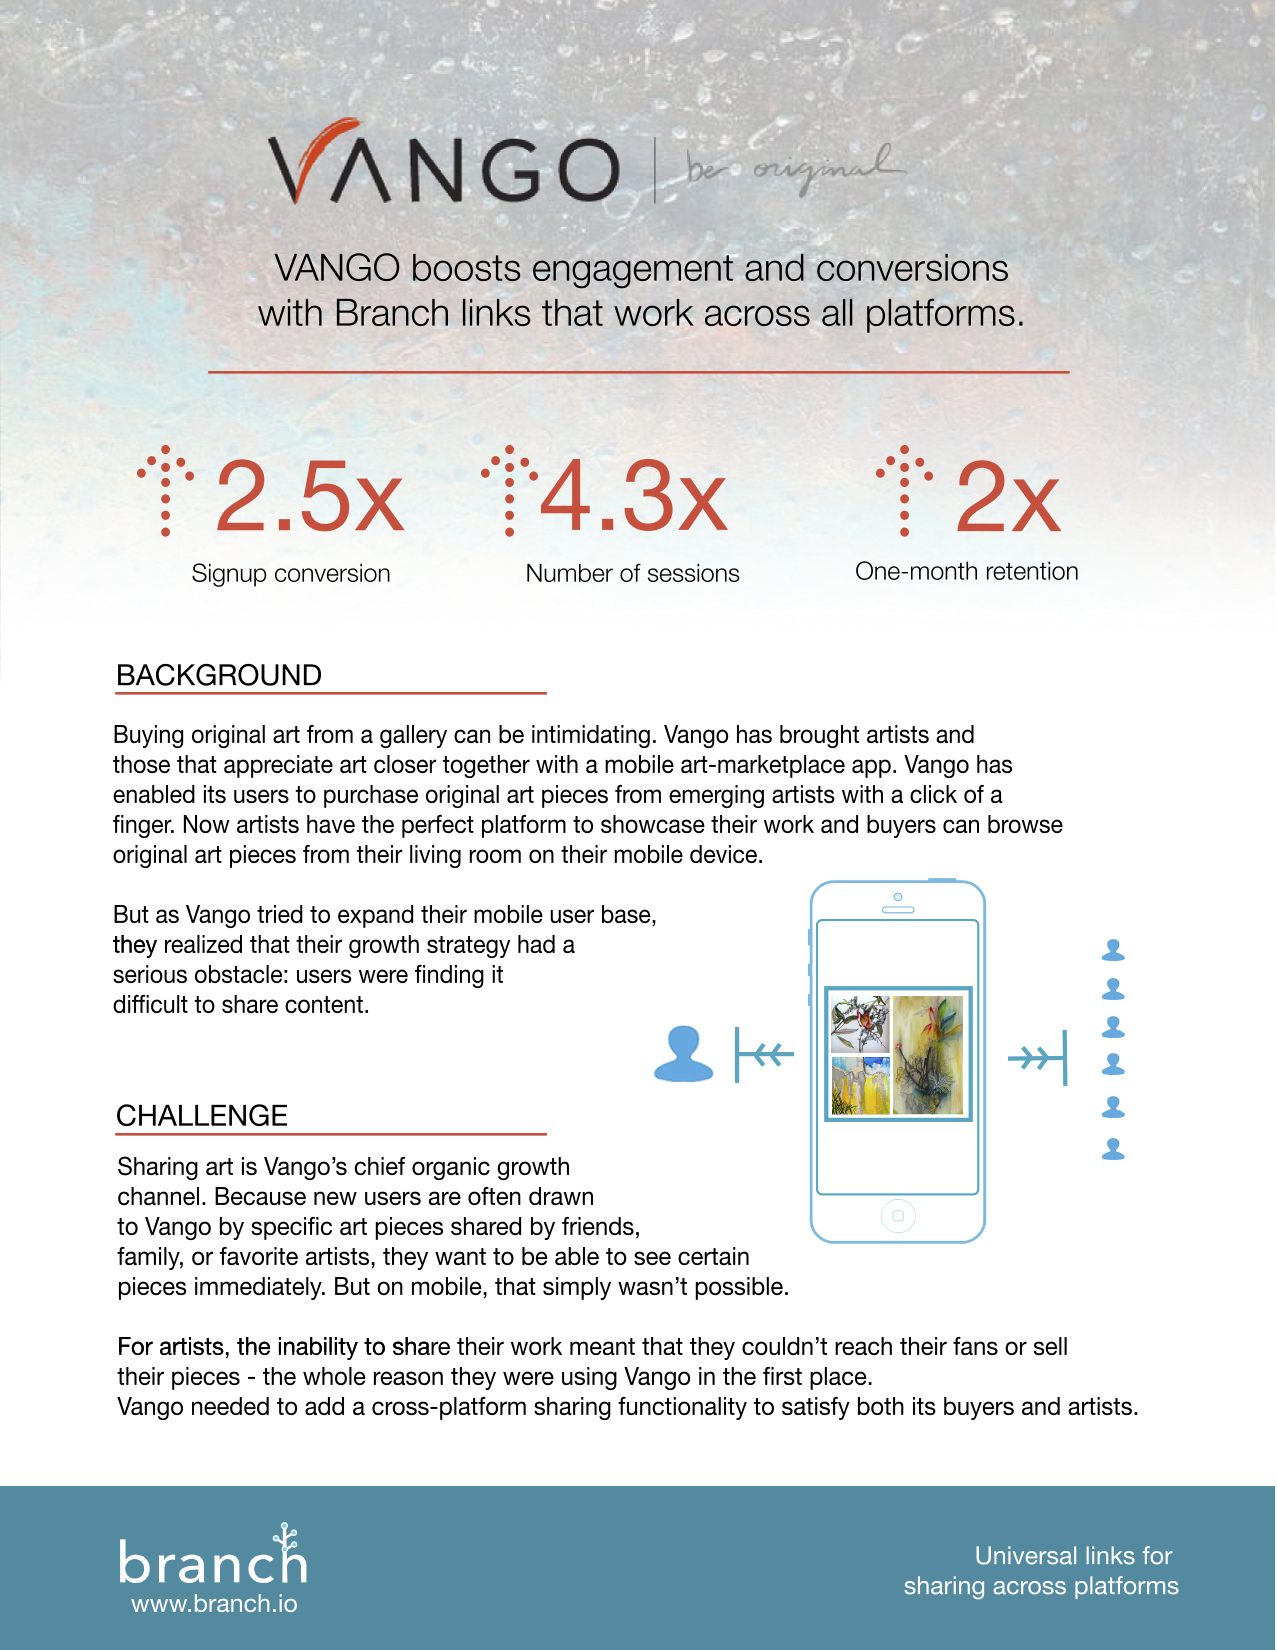 VANGO | be original
VANGO boosts engagement and conversions
with Branch links that work across all platforms.
2.5x 4.3x 2x
Signup conversion Number of sessions One-month retention
BACKGROUND
Buying original art from a gallery can be intimidating. Vango has brought artists and
those that appreciate art closer together with a mobile art-marketplace app. Vango has
enabled its users to purchase original art pieces from emerging artists with a click of a
finger. Now artists have the perfect platform to showcase their work and buyers can browse
original art pieces from their living room on their mobile device.
But as Vango tried to expand their mobile user base,
they realized that their growth strategy had a
serious obstacle: users were finding it
difficult to share content.
CHALLENGE
Sharing art is Vango’s chief organic growth
channel. Because new users are often drawn
to Vango by specific art pieces shared by friends,
family, or favorite artists, they want to be able to see certain
pieces immediately. But on mobile, that simply wasn’t possible.
For artists, the inability to share their work meant that they couldn’t reach their fans or sell
their pieces - the whole reason they were using Vango in the first place.
Vango needed to add a cross-platform sharing functionality to satisfy both its buyers and artists.
branch
www.branch.io
Universal links for
sharing across platforms